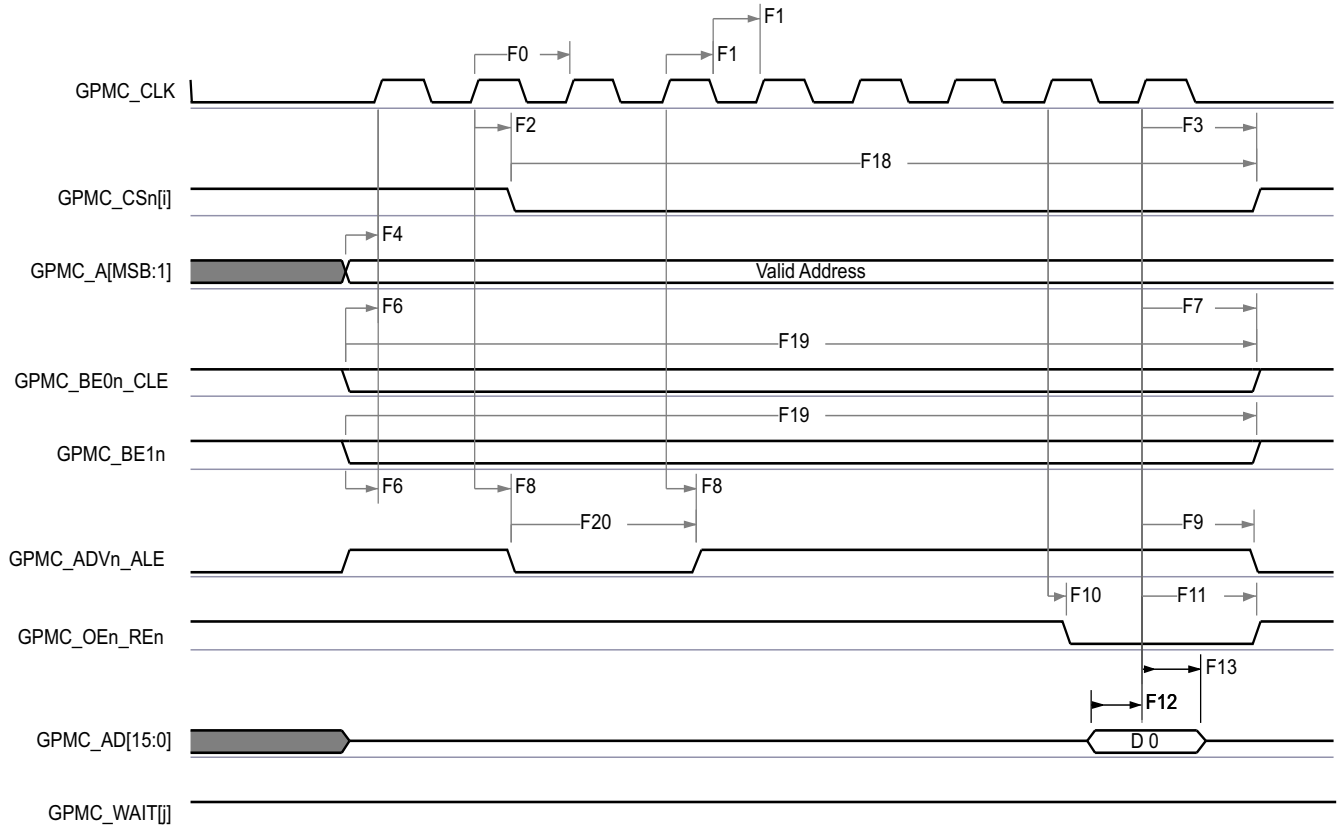 F1
F0
F1
GPMC_CLK
F2
F3
F18
GPMC_CSn[i]
F4
GPMC_A[MSB:1]
Valid Address
F6
F7
F19
GPMC_BE0n_CLE
F19
GPMC_BE1n
F6
F8
F8
F20
F9
GPMC_ADVn_ALE
F10
F11
GPMC_OEn_REn
F13
F12
GPMC_AD[15:0]
D 0
GPMC_WAIT[j]